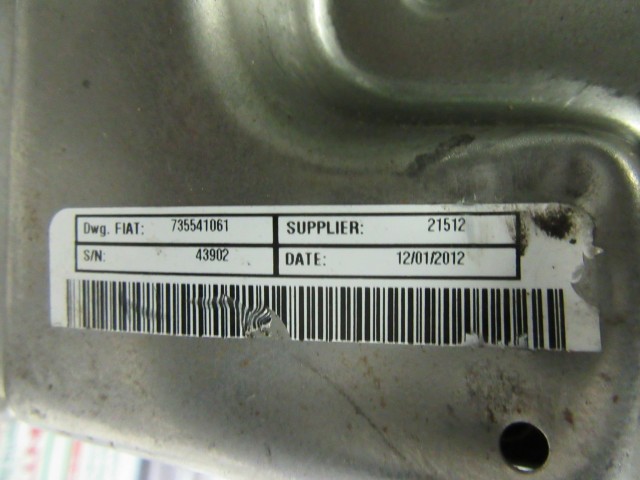 Dwg. FIAT: 735541061 SUPPLIER: 21512
S/N: 43902 DATE: 12/01/2012